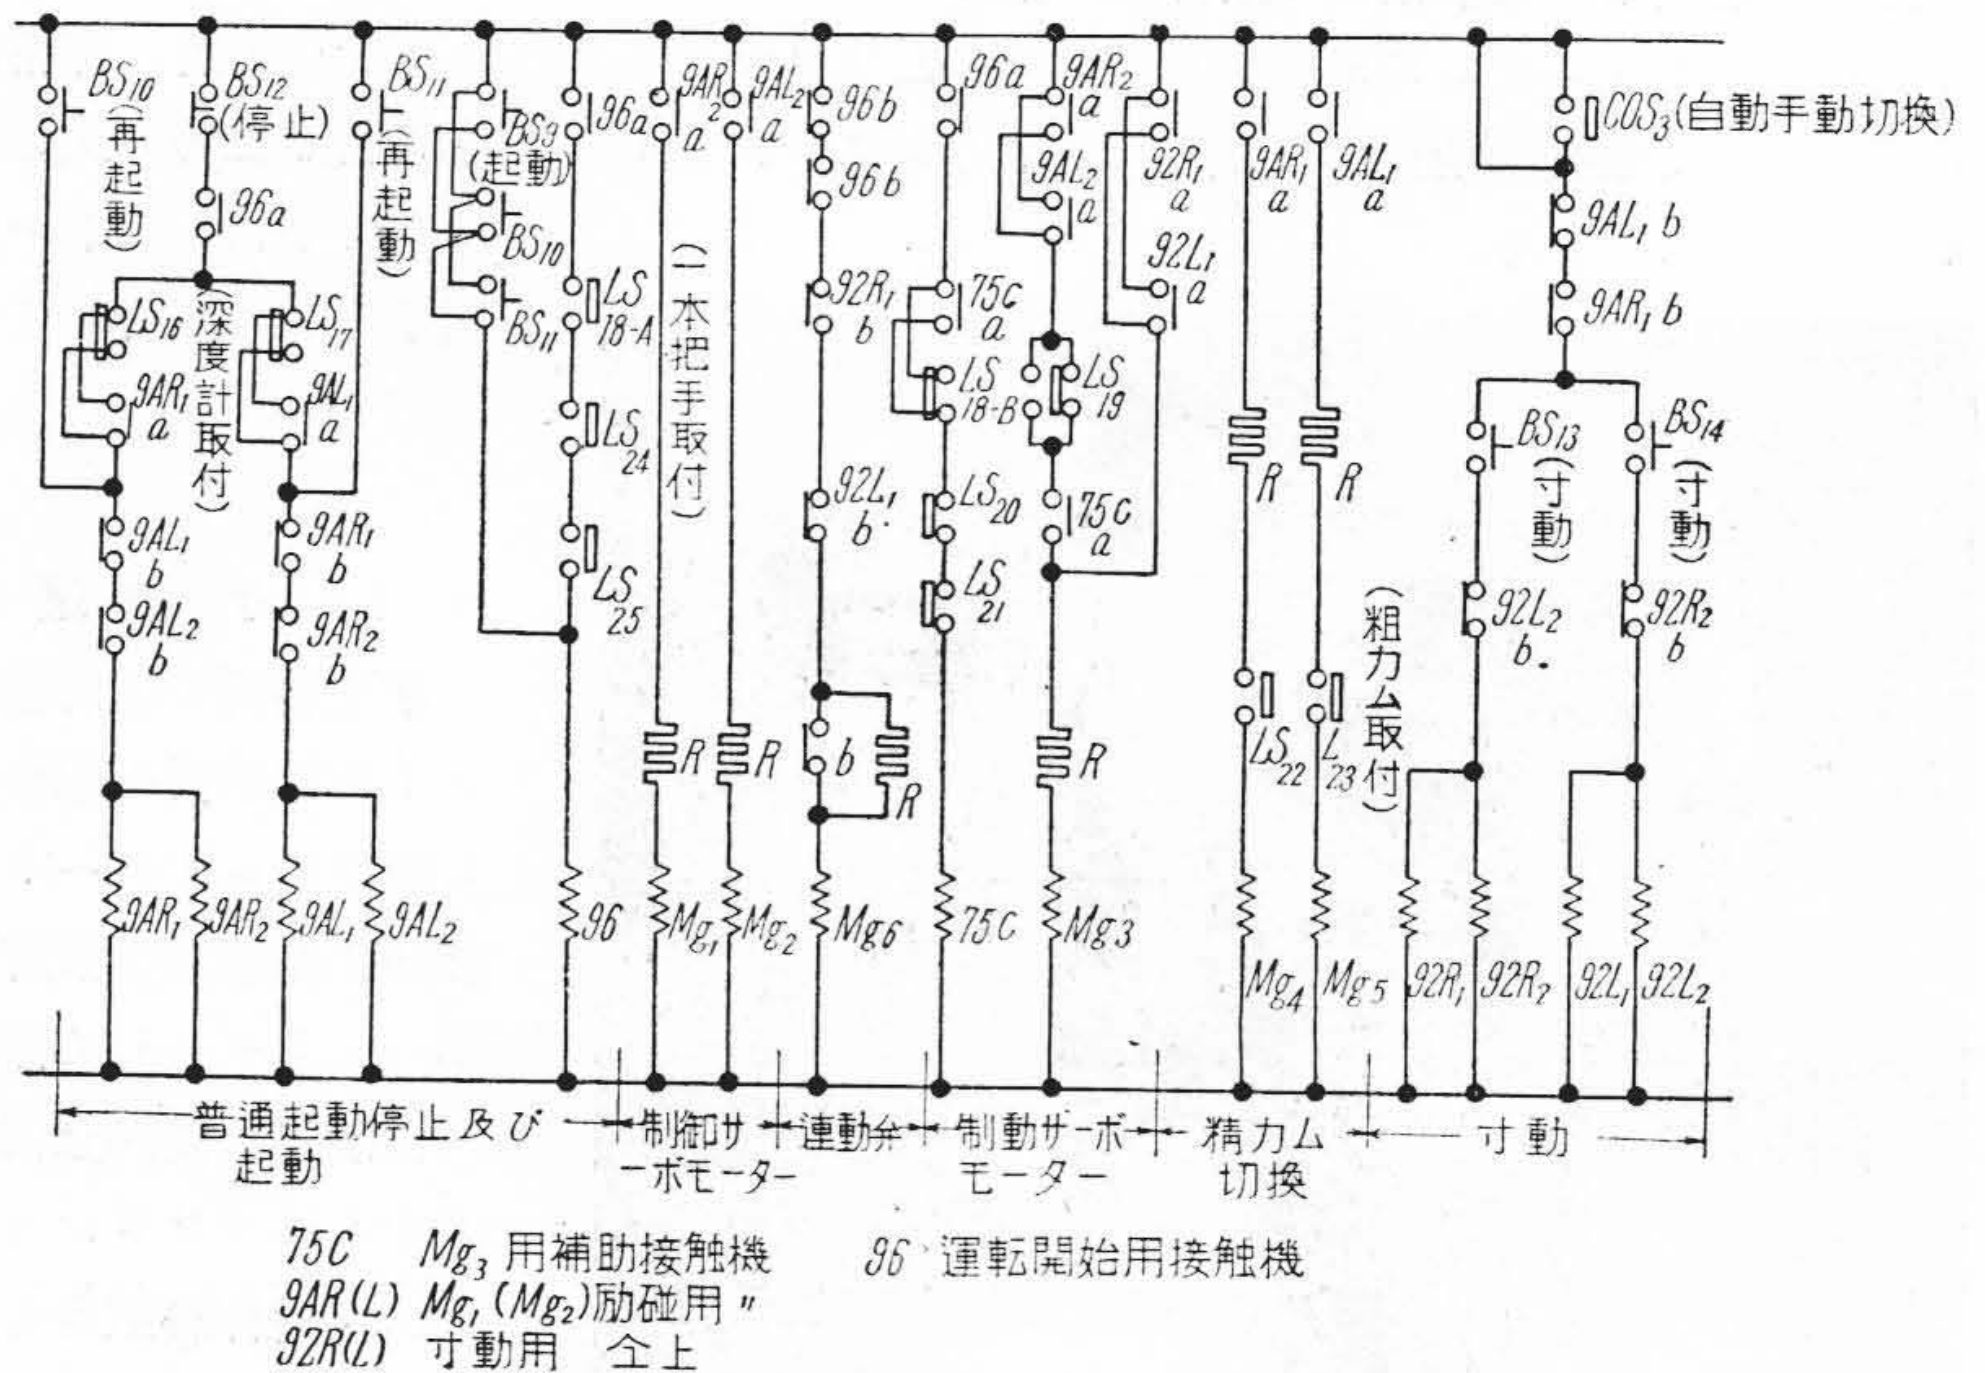 BS10
(再起動)
BS12
(停止)
96a
LS16
9AR1
a
(深度計取付)
LS17
9AL1
a
BS11
(再起動)
9AL1
b
9AL2
b
9AR1
b
9AR2
b
9AR1
9AR2
9AL1
9AL2
BS9
(起動)
BS10
BS11
96a
LS
18-A
LS
24
LS
25
96
9AR
2
a
9AL2
a
(一本把手取付)
R
R
Mg1
Mg2
96b
96b
92R1
b
92L1
b
b
R
Mg6
96a
75C
a
LS
18-B
LS20
LS
21
75C
9AR2
a
9AL2
a
LS
19
75C
a
R
Mg3
92R1
a
92L1
a
9AR1
a
9AL1
a
R
R
LS
22
L
23
(粗カム取付)
Mg4
Mg5
COS3(自動手動切換)
9AL1 b
9AR1 b
BS13
(寸動)
BS14
(寸動)
92L2
b.
92R2
b
92R1
92R2
92L1
92L2
普通起動停止及び
起動
制御サ
ーボモーター
連動弁
制動サーボ
モーター
精カム
切換
寸動
75C Mg3 用補助接触機
96 運転開始用接触機
9AR(L) Mg1 (Mg2)励磁用 〃
92R(L) 寸動用 仝上